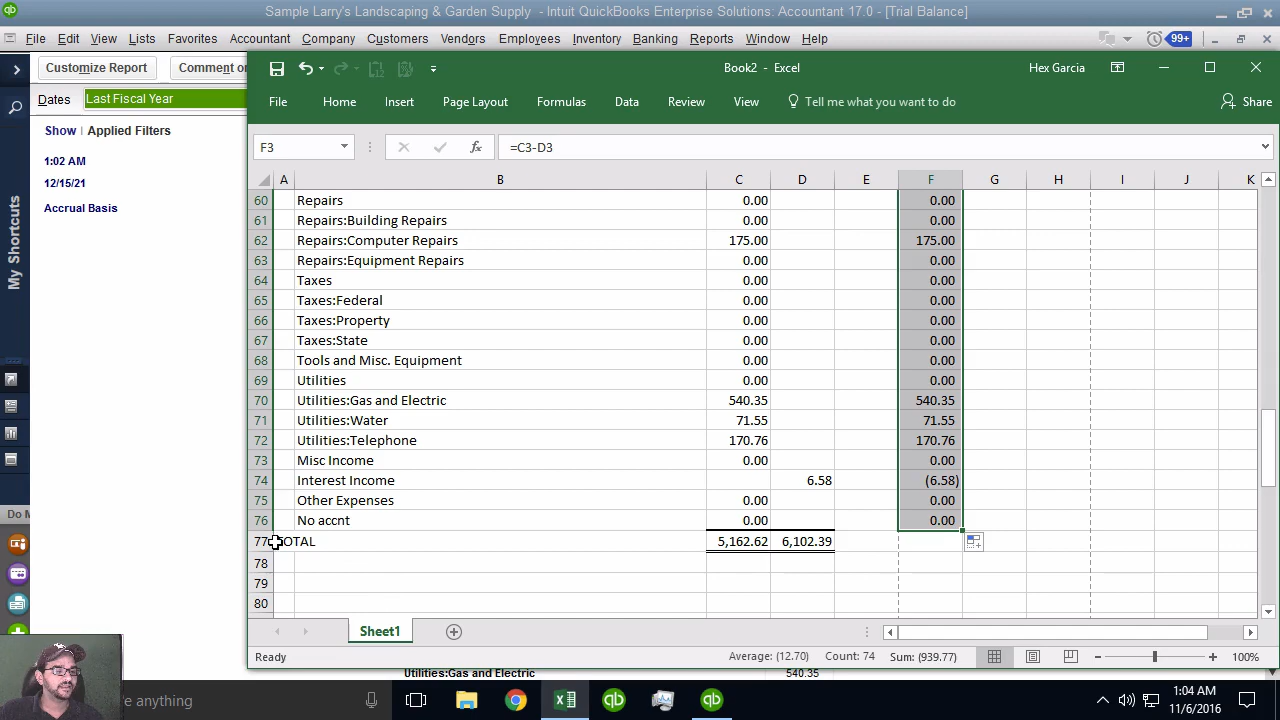 Sample Larry's Landscaping & Garden Supply - Intuit QuickBooks Enterprise Solutions: Accountant 17.0 - [Trial Balance]
File Edit View Lists Favorites Accountant Company Customers Vendors Employees Inventory Banking Reports Window Help
99+
Customize Report Comment on
Dates Last Fiscal Year
Show | Applied Filters
1:02 AM
12/15/21
Accrual Basis
My Shortcuts
Do M
Book2 - Excel Hex Garcia
File Home Insert Page Layout Formulas Data Review View Tell me what you want to do Share
F3 fx =C3-D3
A B C D E F G H I J K
60 Repairs 0.00 0.00
61 Repairs:Building Repairs 0.00 0.00
62 Repairs:Computer Repairs 175.00 175.00
63 Repairs:Equipment Repairs 0.00 0.00
64 Taxes 0.00 0.00
65 Taxes:Federal 0.00 0.00
66 Taxes:Property 0.00 0.00
67 Taxes:State 0.00 0.00
68 Tools and Misc. Equipment 0.00 0.00
69 Utilities 0.00 0.00
70 Utilities:Gas and Electric 540.35 540.35
71 Utilities:Water 71.55 71.55
72 Utilities:Telephone 170.76 170.76
73 Misc Income 0.00 0.00
74 Interest Income 6.58 (6.58)
75 Other Expenses 0.00 0.00
76 No accnt 0.00 0.00
77 OTAL 5,162.62 6,102.39
78
79
80
Sheet1
Ready Average: (12.70) Count: 74 Sum: (939.77) 100%
Utilities:Gas and Electric 540.35
e anything
1:04 AM
11/6/2016